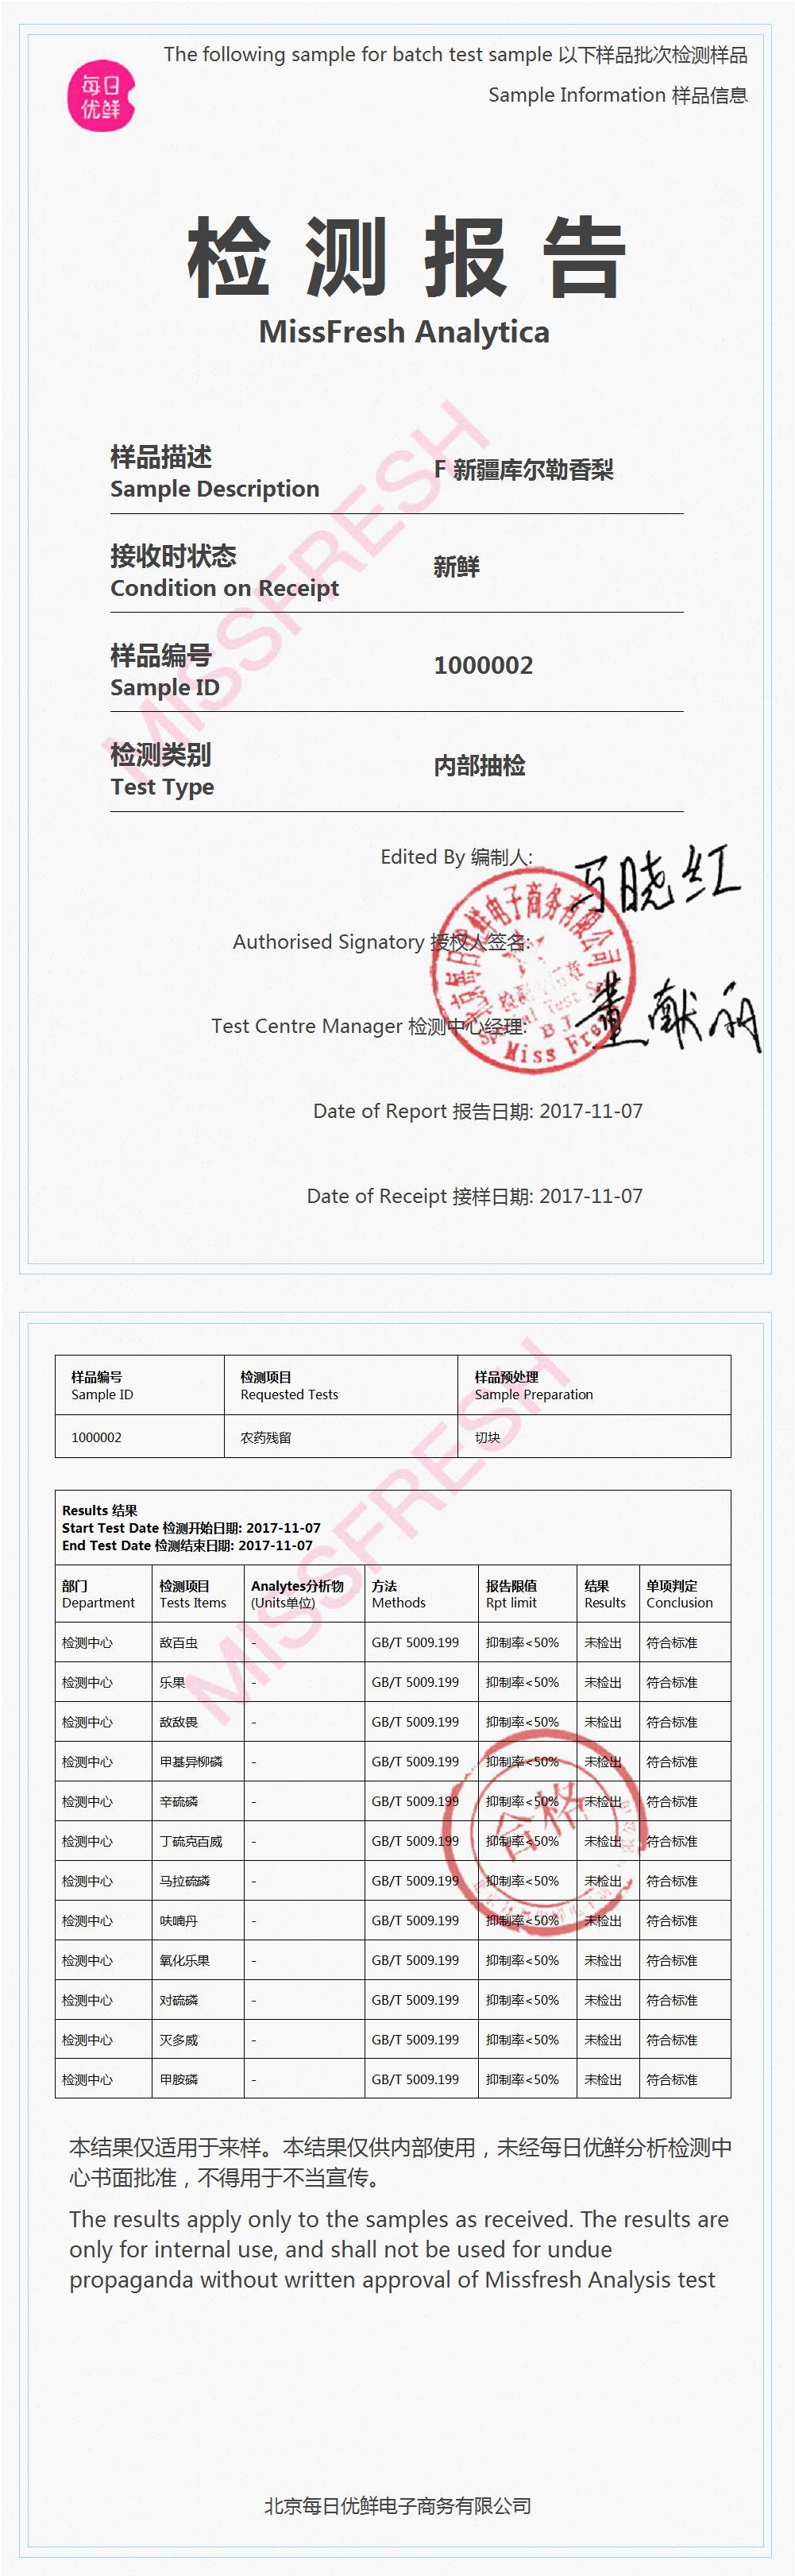 每日
优鲜
The following sample for batch test sample 以下样品批次检测样品
Sample Information 样品信息
检测报告
MissFresh Analytica
样品描述
Sample Description
F 新疆库尔勒香梨
接收时状态
Condition on Receipt
新鲜
样品编号
Sample ID
1000002
检测类别
Test Type
内部抽检
MISSFRESH
Edited By 编制人:
万晓红
Authorised Signatory 授权人签名:
Test Centre Manager 检测中心经理:
董献
北京每日优鲜电子商务有限公司
Special Test
BJ
Miss Fresh
Date of Report 报告日期: 2017-11-07
Date of Receipt 接样日期: 2017-11-07
样品编号 检测项目 样品预处理
Sample ID Requested Tests Sample Preparation
1000002 农药残留 切块
MISSFRESH
Results 结果
Start Test Date 检测开始日期: 2017-11-07
End Test Date 检测结束日期: 2017-11-07
部门 检测项目 Analytes分析物 方法 报告限值 结果 单项判定
Department Tests Items (Units单位) Methods Rpt limit Results Conclusion
检测中心 敌百虫 - GB/T 5009.199 抑制率<50% 未检出 符合标准
检测中心 乐果 - GB/T 5009.199 抑制率<50% 未检出 符合标准
检测中心 敌敌畏 - GB/T 5009.199 抑制率<50% 未检出 符合标准
检测中心 甲基异柳磷 - GB/T 5009.199 抑制率<50% 未检出 符合标准
检测中心 辛硫磷 - GB/T 5009.199 抑制率<50% 未检出 符合标准
检测中心 丁硫克百威 - GB/T 5009.199 抑制率<50% 未检出 符合标准
检测中心 马拉硫磷 - GB/T 5009.199 抑制率<50% 未检出 符合标准
检测中心 呋喃丹 - GB/T 5009.199 抑制率<50% 未检出 符合标准
检测中心 氧化乐果 - GB/T 5009.199 抑制率<50% 未检出 符合标准
检测中心 对硫磷 - GB/T 5009.199 抑制率<50% 未检出 符合标准
检测中心 灭多威 - GB/T 5009.199 抑制率<50% 未检出 符合标准
检测中心 甲胺磷 - GB/T 5009.199 抑制率<50% 未检出 符合标准
合格
本结果仅适用于来样。本结果仅供内部使用，未经每日优鲜分析检测中
心书面批准，不得用于不当宣传。
The results apply only to the samples as received. The results are
only for internal use, and shall not be used for undue
propaganda without written approval of Missfresh Analysis test
北京每日优鲜电子商务有限公司